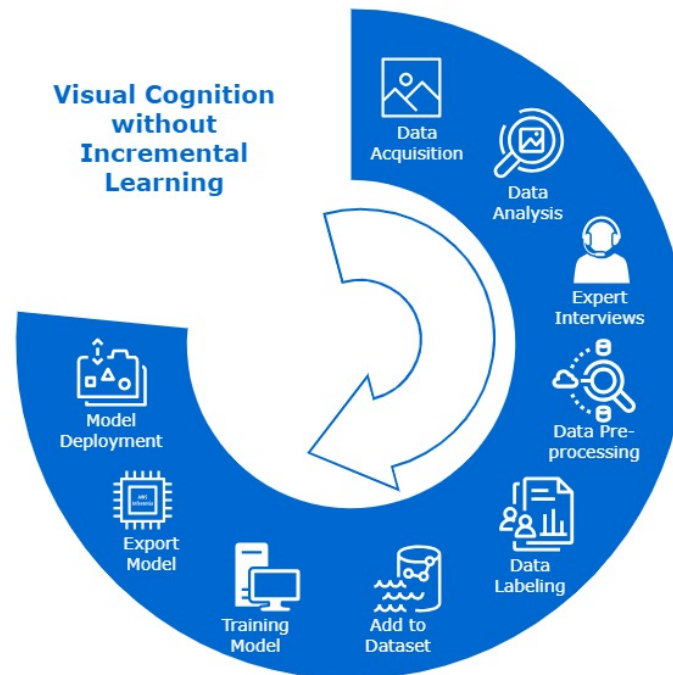 Visual Cognition
without
Incremental
Learning
Data
Acquisition
Data
Analysis
Expert
Interviews
Data Pre-
processing
Data
Labeling
Add to
Dataset
Training
Model
Export
Model
Model
Deployment